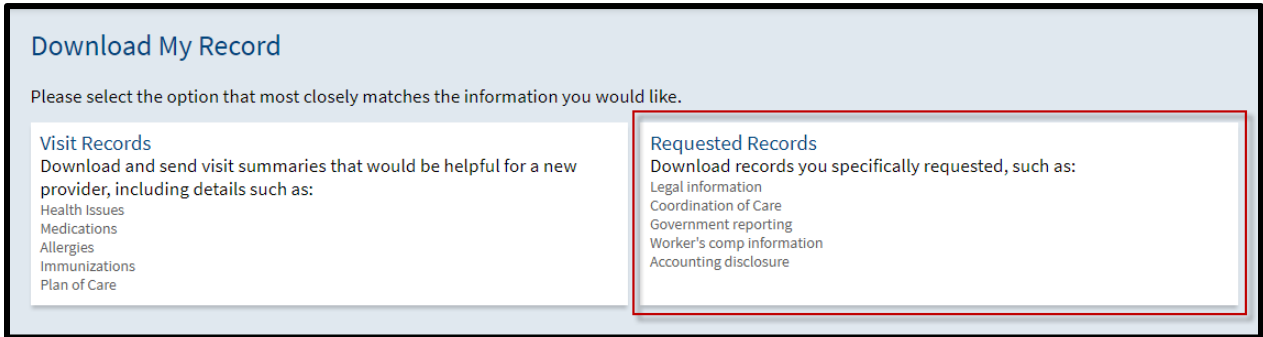 Download My Record
Please select the option that most closely matches the information you would like.
Visit Records
Download and send visit summaries that would be helpful for a new
provider, including details such as:
Health Issues
Medications
Allergies
Immunizations
Plan of Care
Requested Records
Download records you specifically requested, such as:
Legal information
Coordination of Care
Government reporting
Worker's comp information
Accounting disclosure